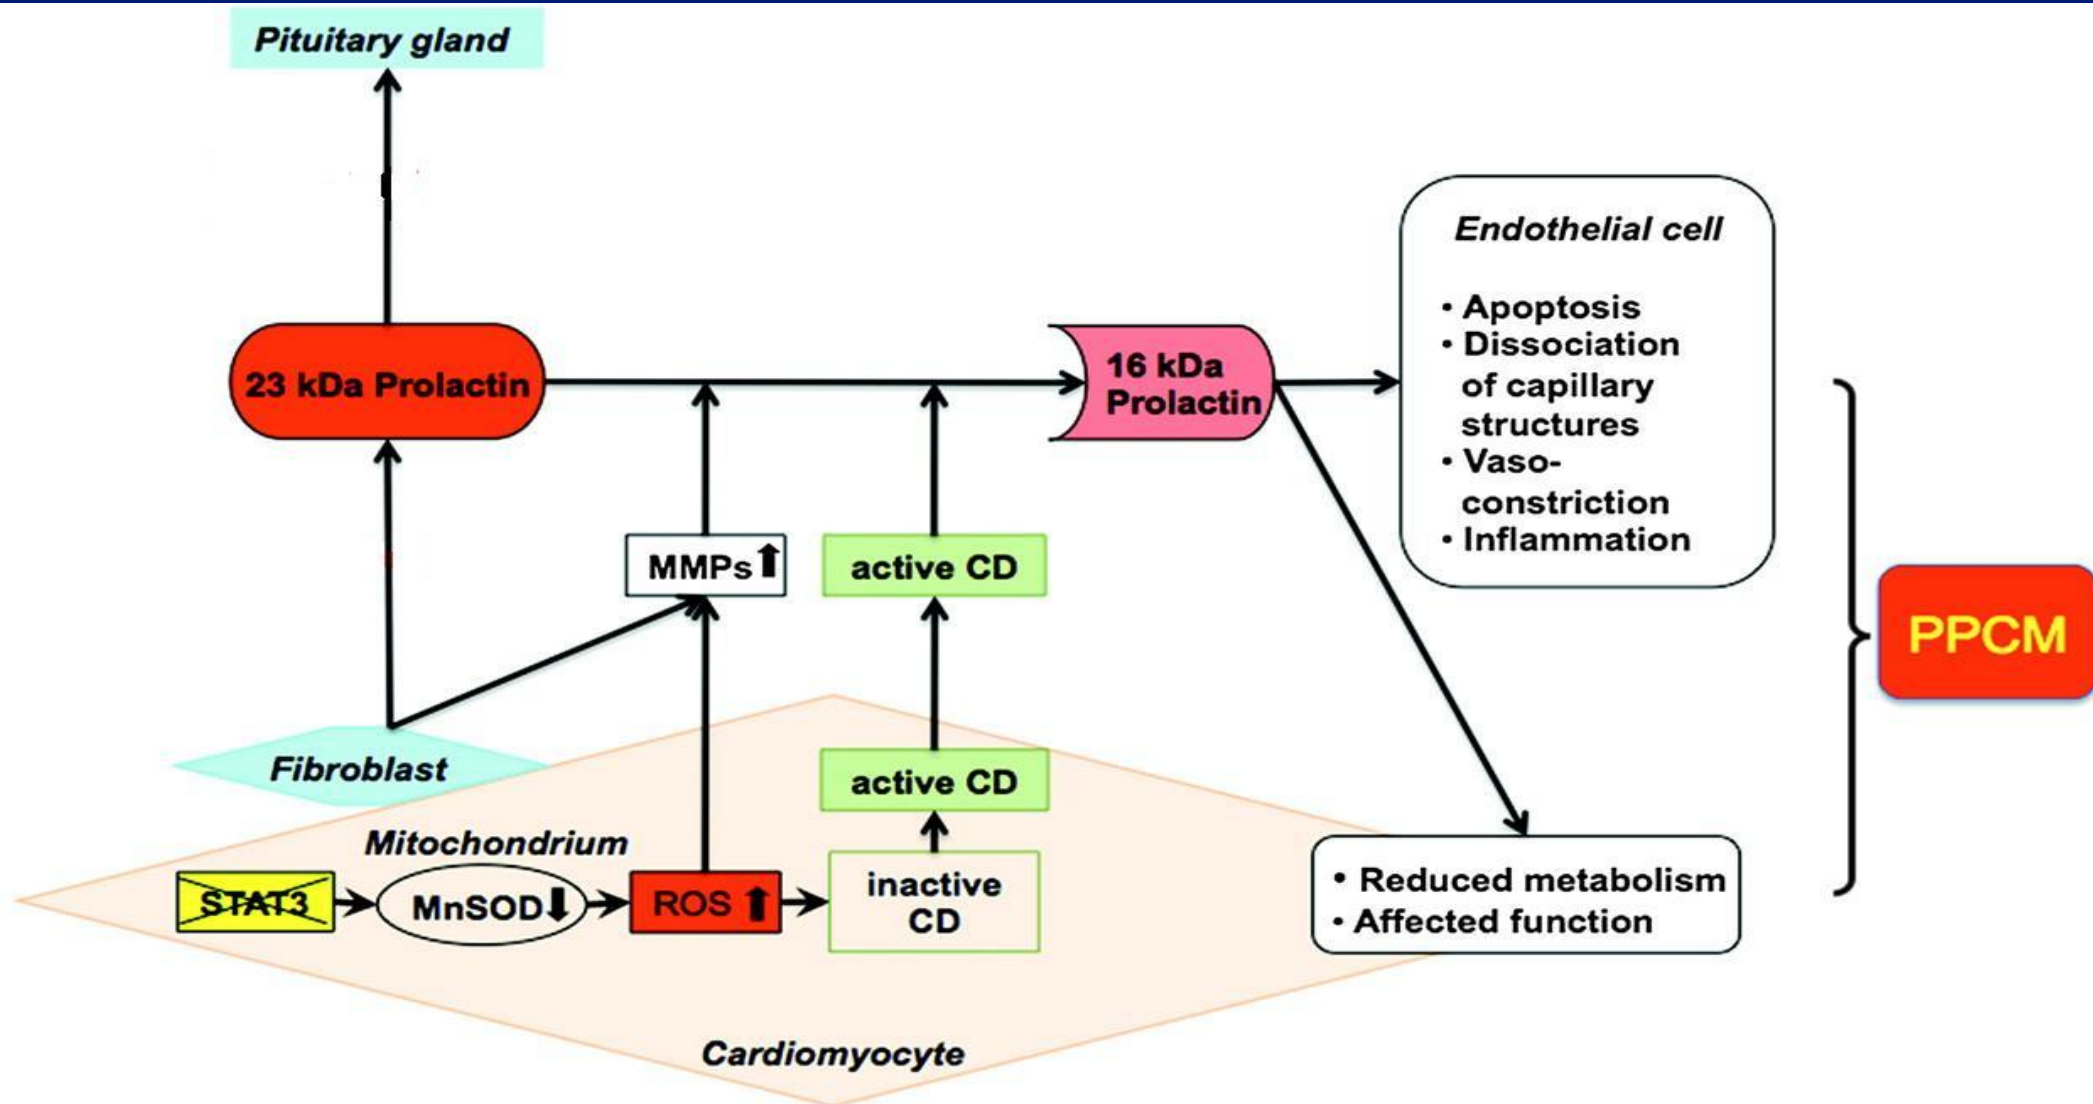 Pituitary gland
23 kDa Prolactin
16 kDa
Prolactin
Endothelial cell
• Apoptosis
• Dissociation
of capillary
structures
• Vaso-
constriction
• Inflammation
MMPs
active CD
PPCM
Fibroblast
active CD
Mitochondrium
STAT3
MnSOD
ROS
inactive
CD
• Reduced metabolism
• Affected function
Cardiomyocyte